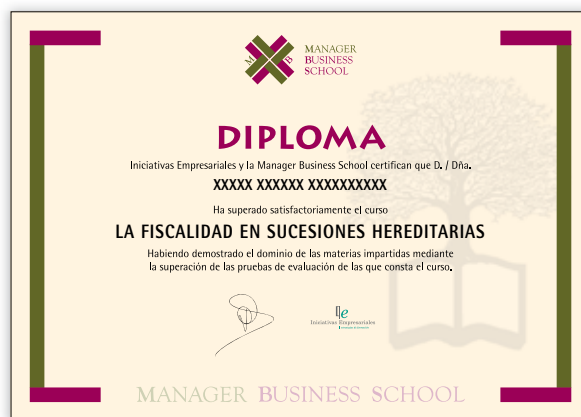 M B
MANAGER
BUSINESS
SCHOOL
DIPLOMA
Iniciativas Empresariales y la Manager Business School certifican que D. / Dña.
XXXXX XXXXXX XXXXXXXXXX
Ha superado satisfactoriamente el curso
LA FISCALIDAD EN SUCESIONES HEREDITARIAS
Habiendo demostrado el dominio de las materias impartidas mediante
la superación de las pruebas de evaluación de las que consta el curso.
Iniciativas Empresariales
MANAGER BUSINESS SCHOOL